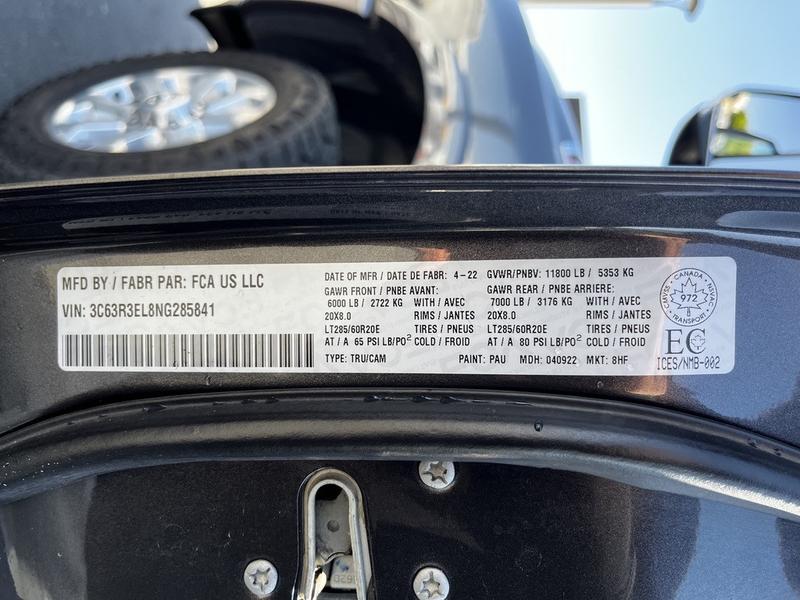 MFD BY / FABR PAR: FCA US LLC
VIN: 3C63R3EL8NG285841
DATE OF MFR / DATE DE FABR: 4-22 GVWR/PNBV: 11800 LB / 5353 KG
GAWR FRONT / PNBE AVANT: GAWR REAR / PNBE ARRIERE:
6000 LB / 2722 KG WITH / AVEC 7000 LB / 3176 KG WITH / AVEC
20X8.0 RIMS / JANTES 20X8.0 RIMS / JANTES
LT285/60R20E TIRES / PNEUS LT285/60R20E TIRES / PNEUS
AT / A 65 PSI LB/PO² COLD / FROID AT / A 80 PSI LB/PO² COLD / FROID
TYPE: TRU/CAM PAINT: PAU MDH: 040922 MKT: 8HF
CANADA
CMVSS
NSVAC
972
TRANSPORT
EC
ICES/NMB-002